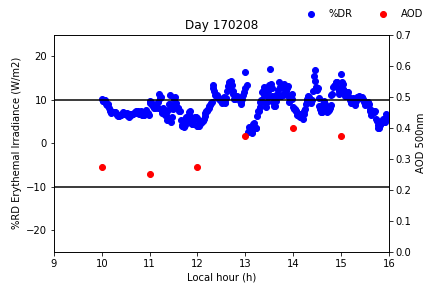 %DR AOD
Day 170208
%RD Erythermal Irradiance (W/m2)
20
10
0
−10
−20
0.7
0.6
0.5
0.4
0.3
0.2
0.1
0.0
AOD 500nm
9 10 11 12 13 14 15 16
Local hour (h)